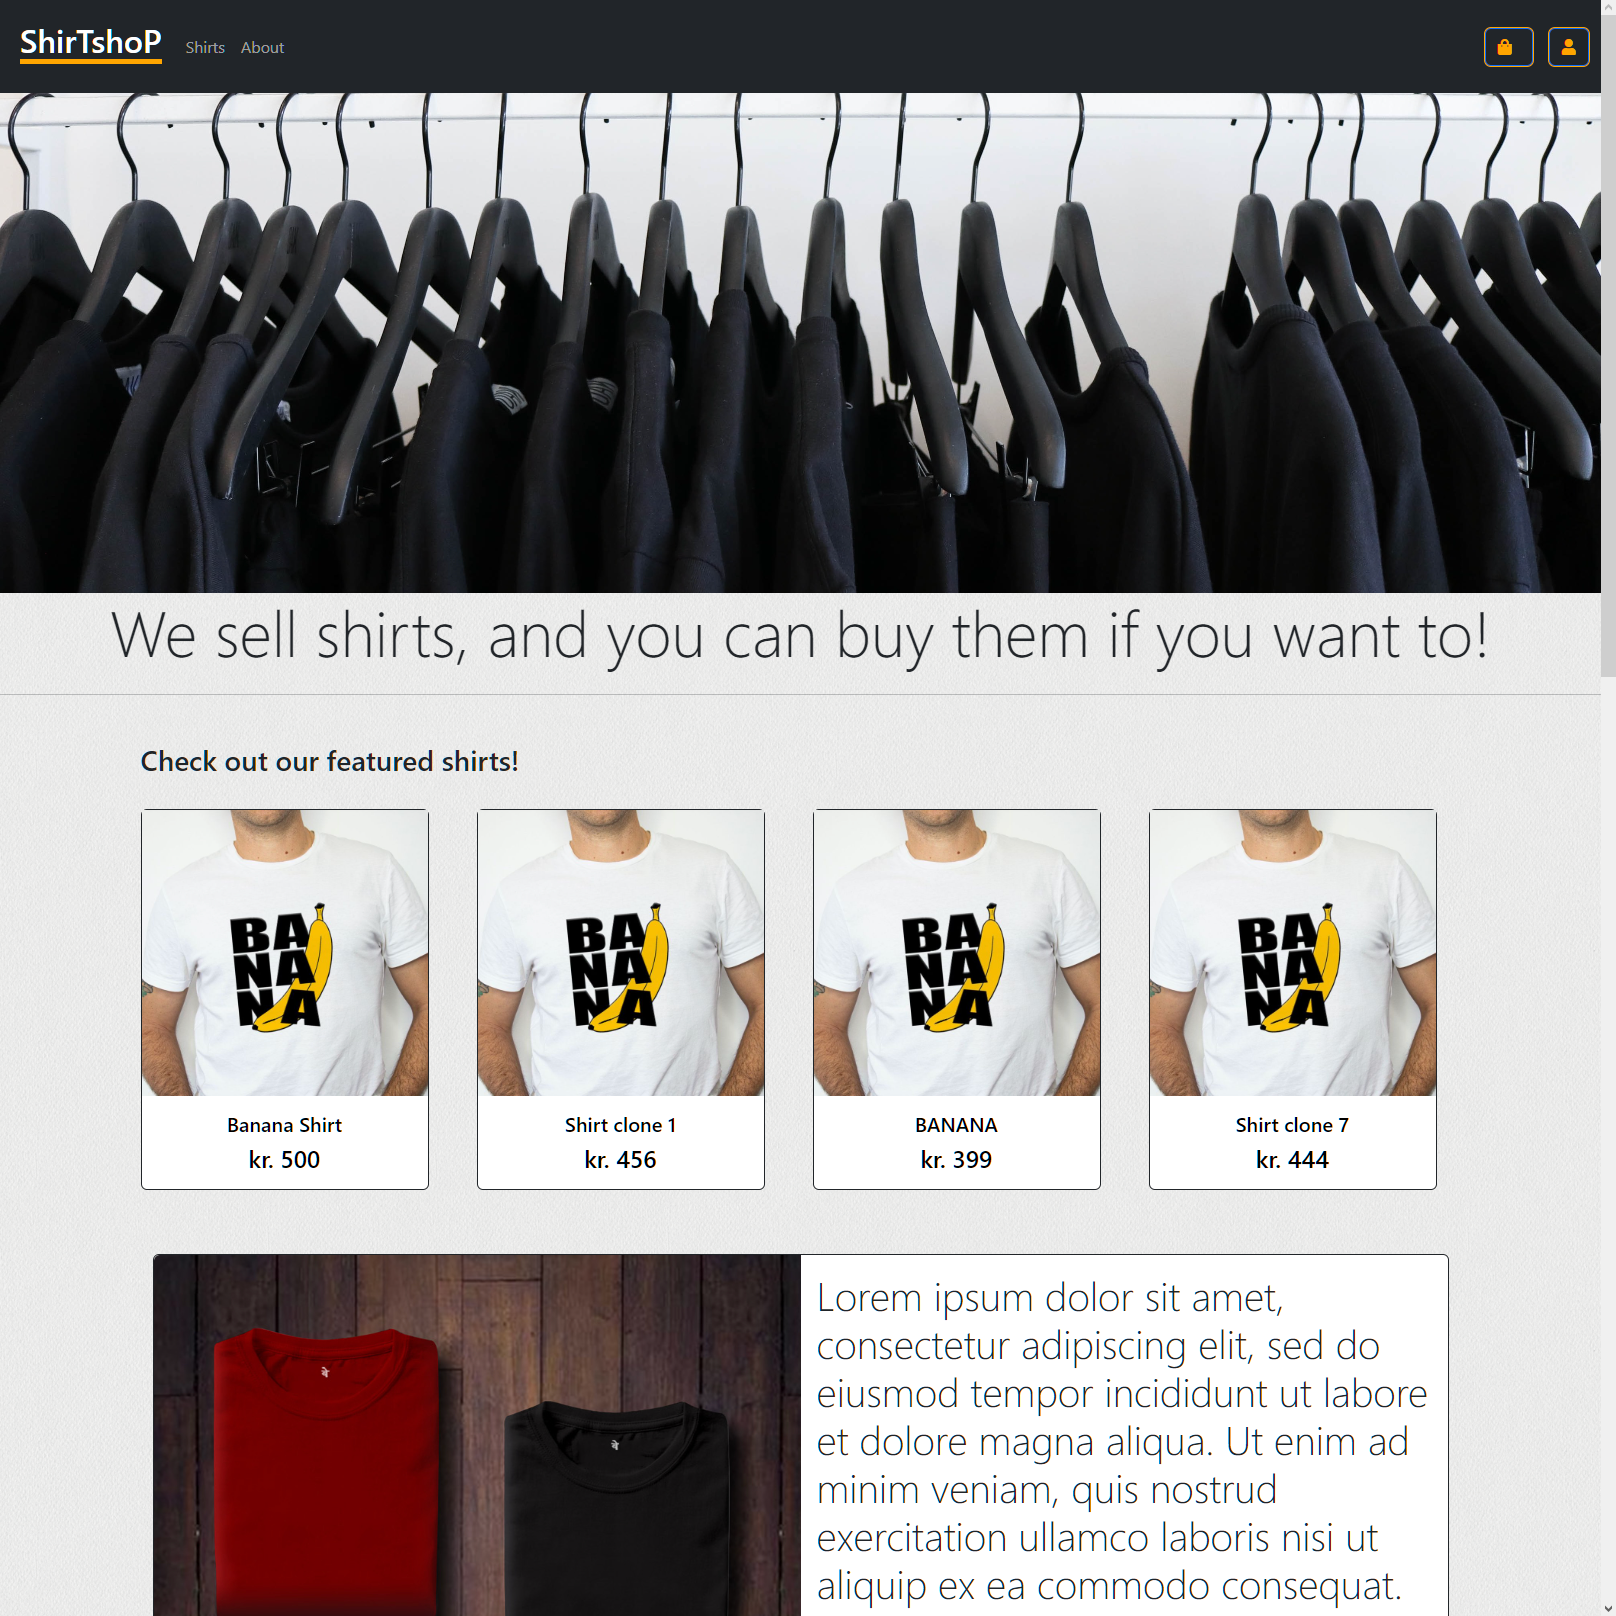 ShirTshoP
Shirts
About
We sell shirts, and you can buy them if you want to!
Check out our featured shirts!
BA
NA
NA
BA
NA
NA
BA
NA
NA
BA
NA
NA
Banana Shirt
kr. 500
Shirt clone 1
kr. 456
BANANA
kr. 399
Shirt clone 7
kr. 444
Lorem ipsum dolor sit amet,
consectetur adipiscing elit, sed do
eiusmod tempor incididunt ut labore
et dolore magna aliqua. Ut enim ad
minim veniam, quis nostrud
exercitation ullamco laboris nisi ut
aliquip ex ea commodo consequat.